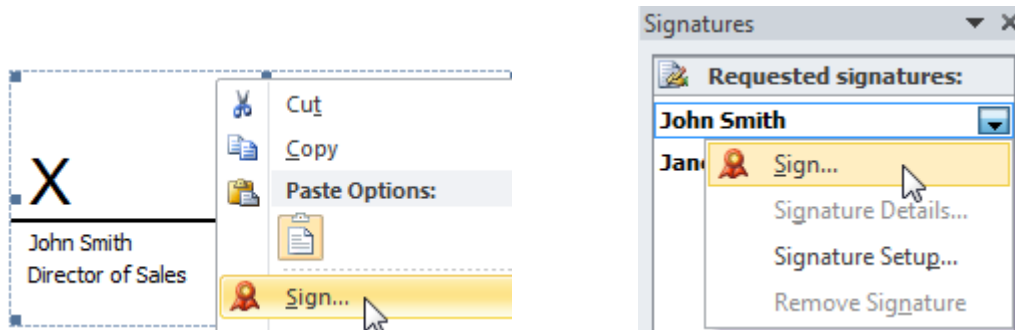 X
John Smith
Director of Sales
Cut
Copy
Paste Options:
Sign...
Signatures
Requested signatures:
John Smith
Sign...
Signature Details...
Signature Setup...
Remove Signature